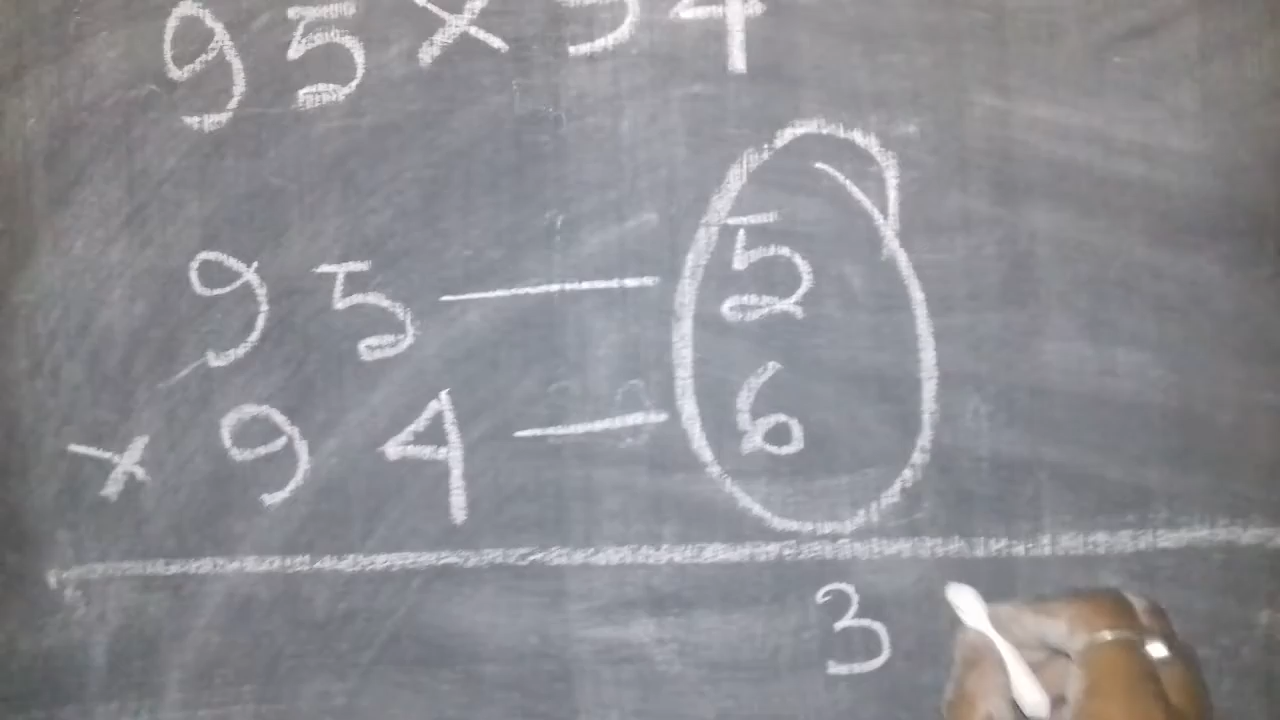 95 × 94
95 — 5
× 94 — 6
3